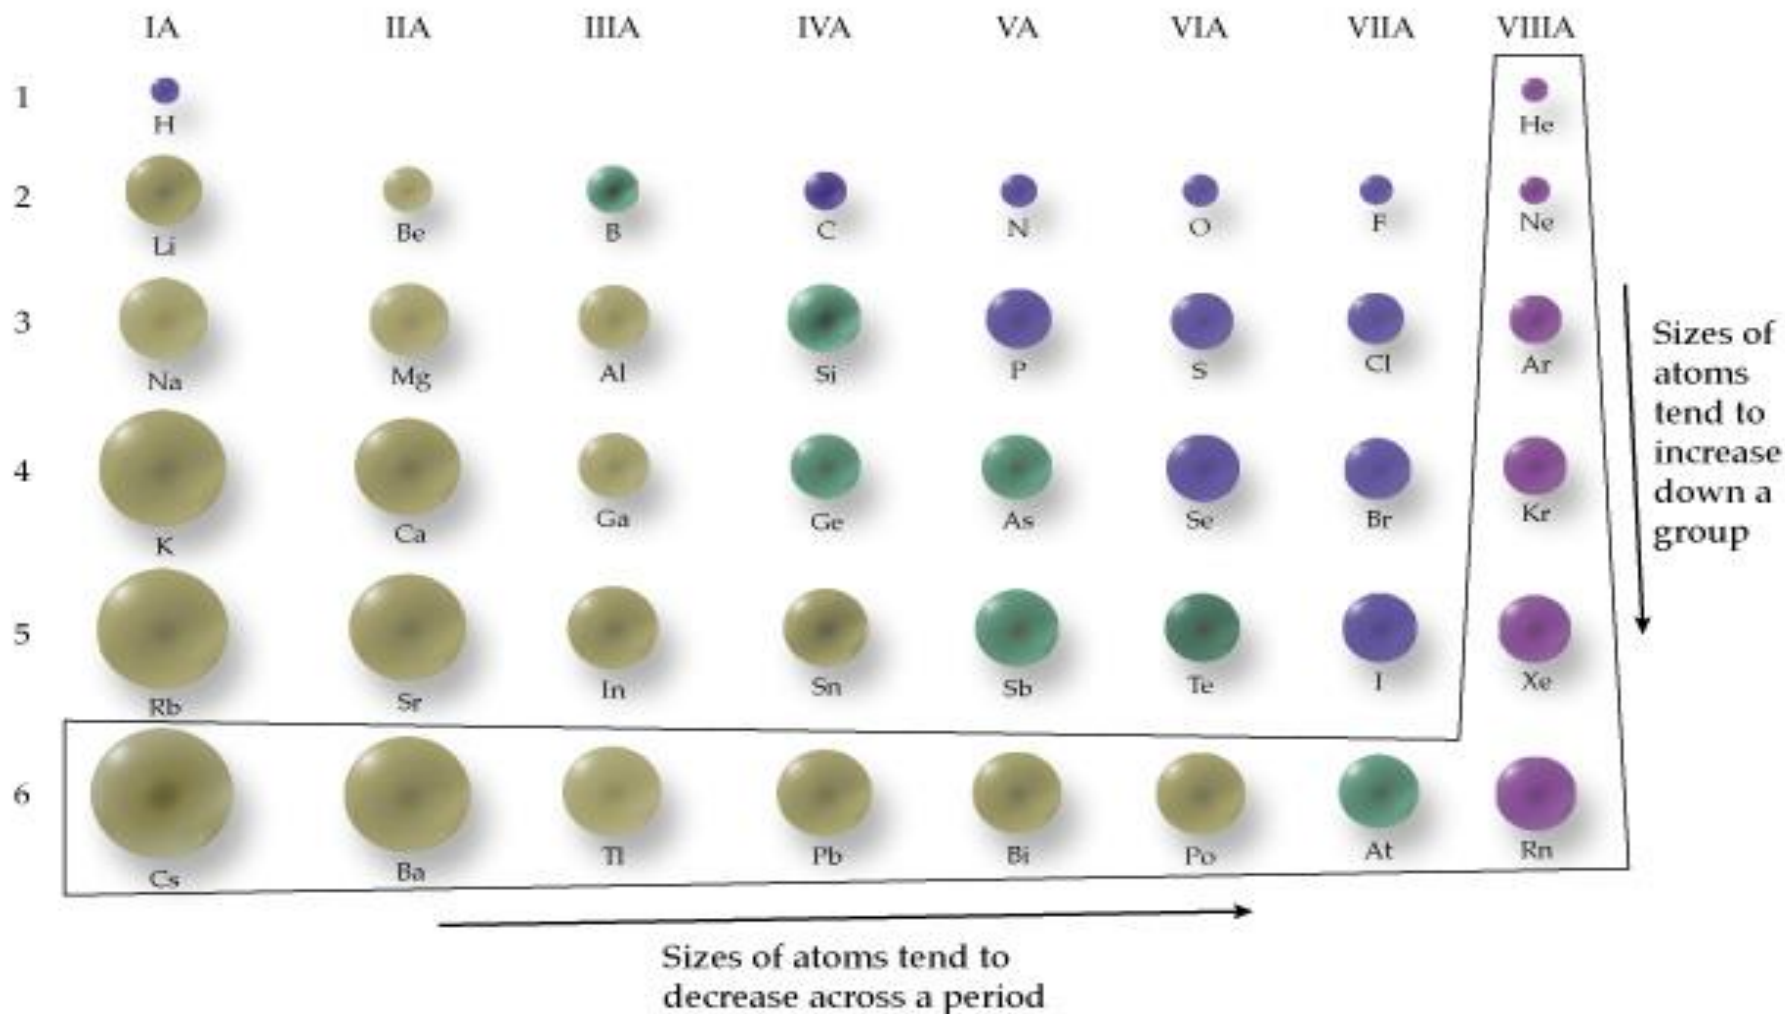 IA IIA IIIA IVA VA VIA VIIA VIIIA
1
H He
2
Li Be B C N O F Ne
3
Na Mg Al Si P S Cl Ar
Sizes of
atoms
tend to
increase
down a
group
4
K Ca Ga Ge As Se Br Kr
5
Rb Sr In Sn Sb Te I Xe
6
Cs Ba Tl Pb Bi Po At Rn
Sizes of atoms tend to
decrease across a period